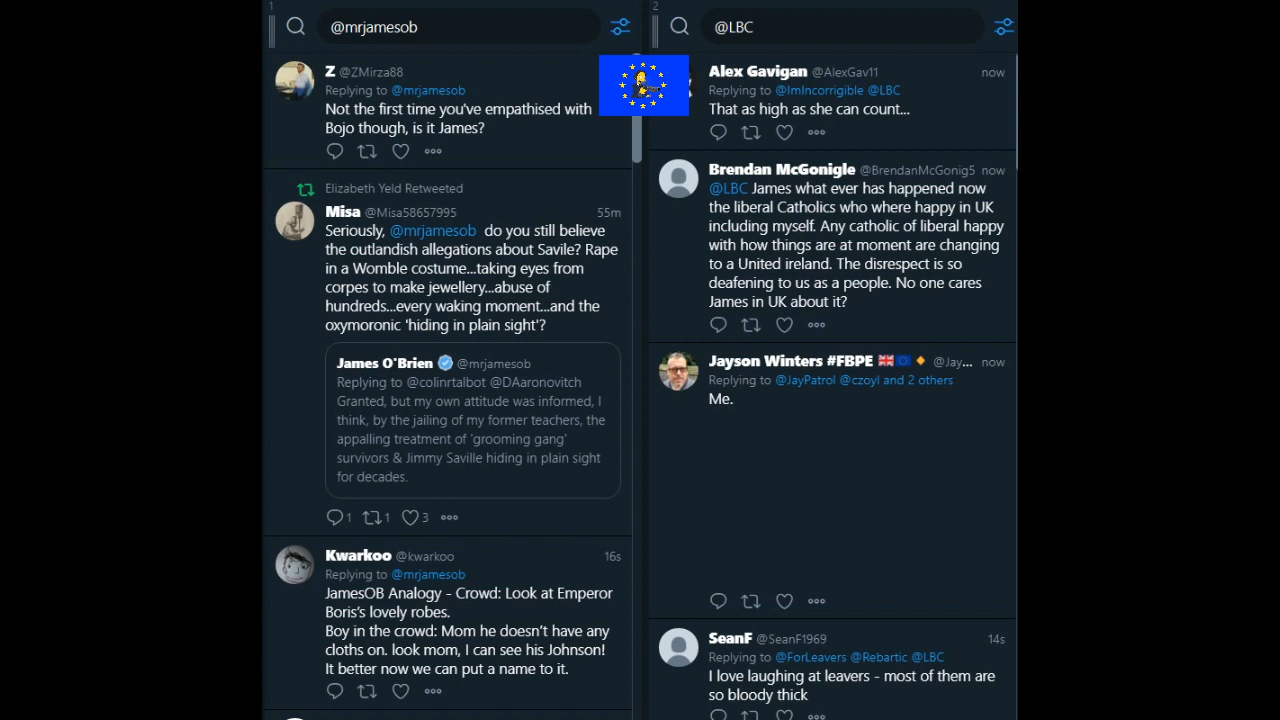 1
@mrjamesob
Z @ZMirza88
Replying to @mrjamesob
Not the first time you've empathised with
Bojo though, is it James?
Elizabeth Yeld Retweeted
Misa @Misa58657995 55m
Seriously, @mrjamesob do you still believe
the outlandish allegations about Savile? Rape
in a Womble costume...taking eyes from
corpes to make jewellery...abuse of
hundreds...every waking moment...and the
oxymoronic 'hiding in plain sight'?
James O'Brien @mrjamesob
Replying to @colinrtalbot @DAaronovitch
Granted, but my own attitude was informed, I
think, by the jailing of my former teachers, the
appalling treatment of 'grooming gang'
survivors & Jimmy Saville hiding in plain sight
for decades.
1 1 3
Kwarkoo @kwarkoo 16s
Replying to @mrjamesob
JamesOB Analogy - Crowd: Look at Emperor
Boris's lovely robes.
Boy in the crowd: Mom he doesn't have any
cloths on. look mom, I can see his Johnson!
It better now we can put a name to it.
2
@LBC
Alex Gavigan @AlexGav11 now
Replying to @ImIncorrigible @LBC
That as high as she can count...
Brendan McGonigle @BrendanMcGonig5 now
@LBC James what ever has happened now
the liberal Catholics who where happy in UK
including myself. Any catholic of liberal happy
with how things are at moment are changing
to a United ireland. The disrespect is so
deafening to us as a people. No one cares
James in UK about it?
Jayson Winters #FBPE @Jay... now
Replying to @JayPatrol @czoyl and 2 others
Me.
SeanF @SeanF1969 14s
Replying to @ForLeavers @Rebartic @LBC
I love laughing at leavers - most of them are
so bloody thick